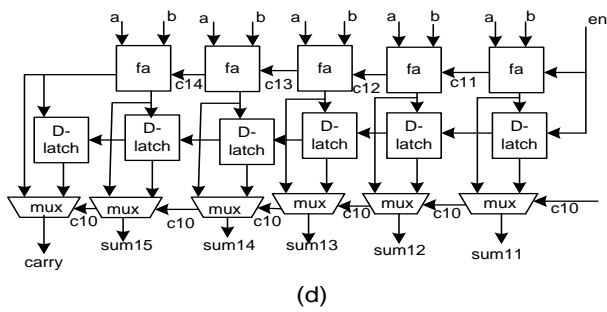 a b a b a b a b a b en
fa c14 fa c13 fa c12 fa c11 fa
D-latch D-latch D-latch D-latch D-latch
mux c10 mux c10 mux c10 mux c10 mux c10 mux c10
carry sum15 sum14 sum13 sum12 sum11
(d)